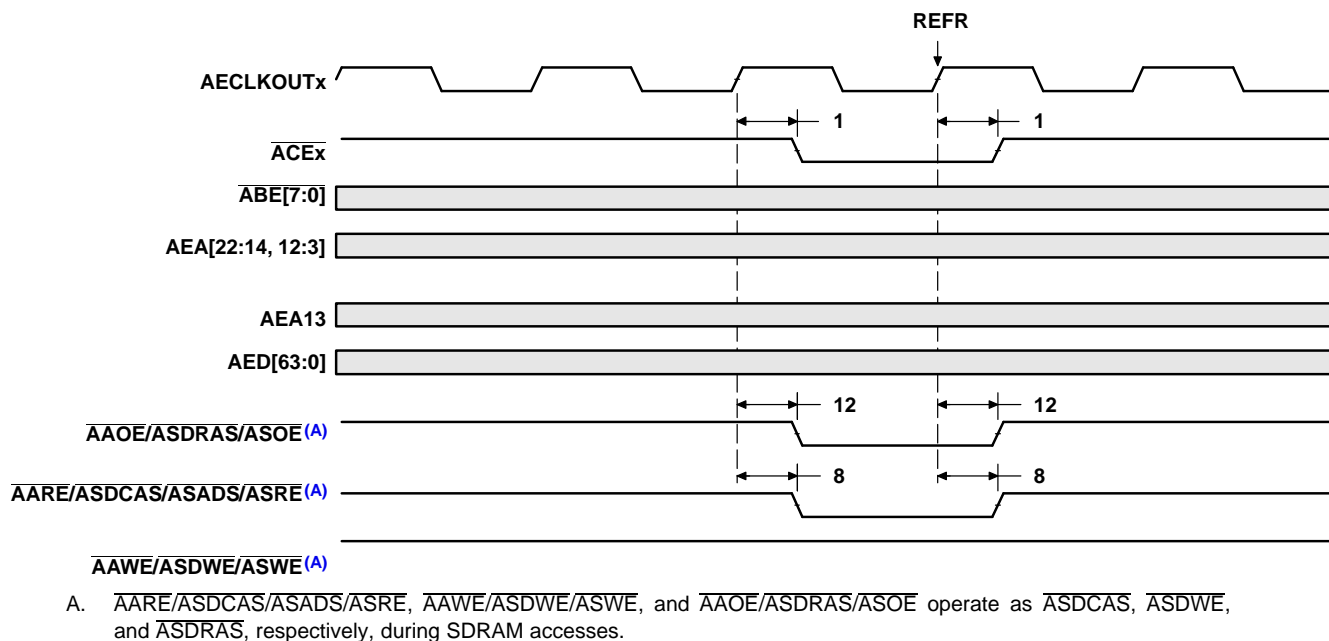 REFR
AECLKOUTx
1 1
ACEx
ABE[7:0]
AEA[22:14, 12:3]
AEA13
AED[63:0]
12 12
AAOE/ASDRAS/ASOE(A)
8 8
AARE/ASDCAS/ASADS/ASRE(A)
AAWE/ASDWE/ASWE(A)
A. AARE/ASDCAS/ASADS/ASRE, AAWE/ASDWE/ASWE, and AAOE/ASDRAS/ASOE operate as ASDCAS, ASDWE,
and ASDRAS, respectively, during SDRAM accesses.